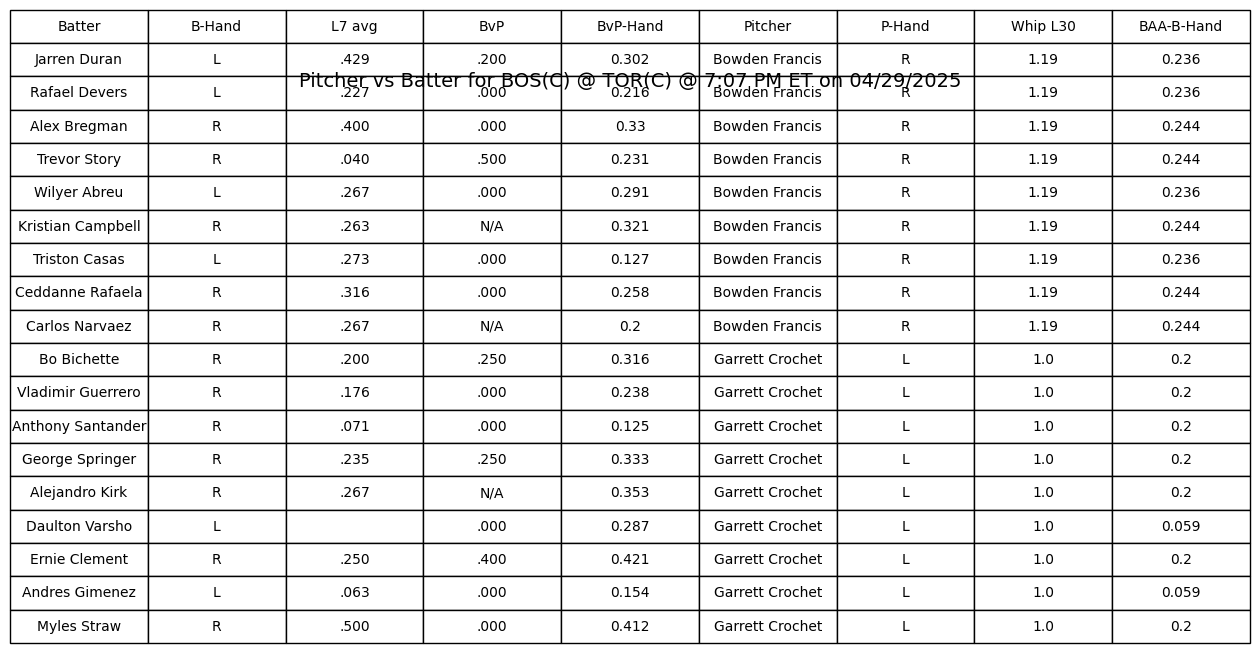 Batter B-Hand L7 avg BvP BvP-Hand Pitcher P-Hand Whip L30 BAA-B-Hand
Jarren Duran L .429 .200 0.302 Bowden Francis R 1.19 0.236
Pitcher vs Batter for BOS(C) @ TOR(C) @ 7:07 PM ET on 04/29/2025
Rafael Devers L .227 .000 0.216 Bowden Francis R 1.19 0.236
Alex Bregman R .400 .000 0.33 Bowden Francis R 1.19 0.244
Trevor Story R .040 .500 0.231 Bowden Francis R 1.19 0.244
Wilyer Abreu L .267 .000 0.291 Bowden Francis R 1.19 0.236
Kristian Campbell R .263 N/A 0.321 Bowden Francis R 1.19 0.244
Triston Casas L .273 .000 0.127 Bowden Francis R 1.19 0.236
Ceddanne Rafaela R .316 .000 0.258 Bowden Francis R 1.19 0.244
Carlos Narvaez R .267 N/A 0.2 Bowden Francis R 1.19 0.244
Bo Bichette R .200 .250 0.316 Garrett Crochet L 1.0 0.2
Vladimir Guerrero R .176 .000 0.238 Garrett Crochet L 1.0 0.2
Anthony Santander R .071 .000 0.125 Garrett Crochet L 1.0 0.2
George Springer R .235 .250 0.333 Garrett Crochet L 1.0 0.2
Alejandro Kirk R .267 N/A 0.353 Garrett Crochet L 1.0 0.2
Daulton Varsho L .000 0.287 Garrett Crochet L 1.0 0.059
Ernie Clement R .250 .400 0.421 Garrett Crochet L 1.0 0.2
Andres Gimenez L .063 .000 0.154 Garrett Crochet L 1.0 0.059
Myles Straw R .500 .000 0.412 Garrett Crochet L 1.0 0.2